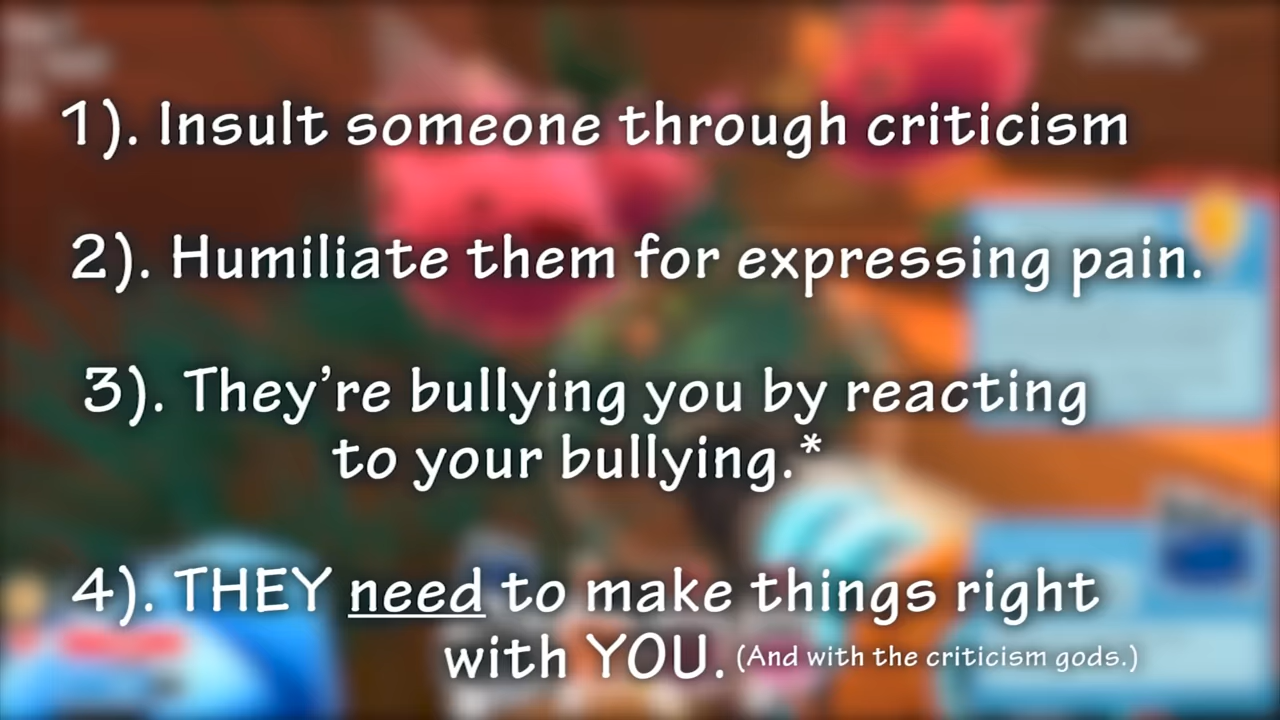 1). Insult someone through criticism
2). Humiliate them for expressing pain.
3). They're bullying you by reacting
to your bullying.*
4). THEY need to make things right
with YOU. (And with the criticism gods.)